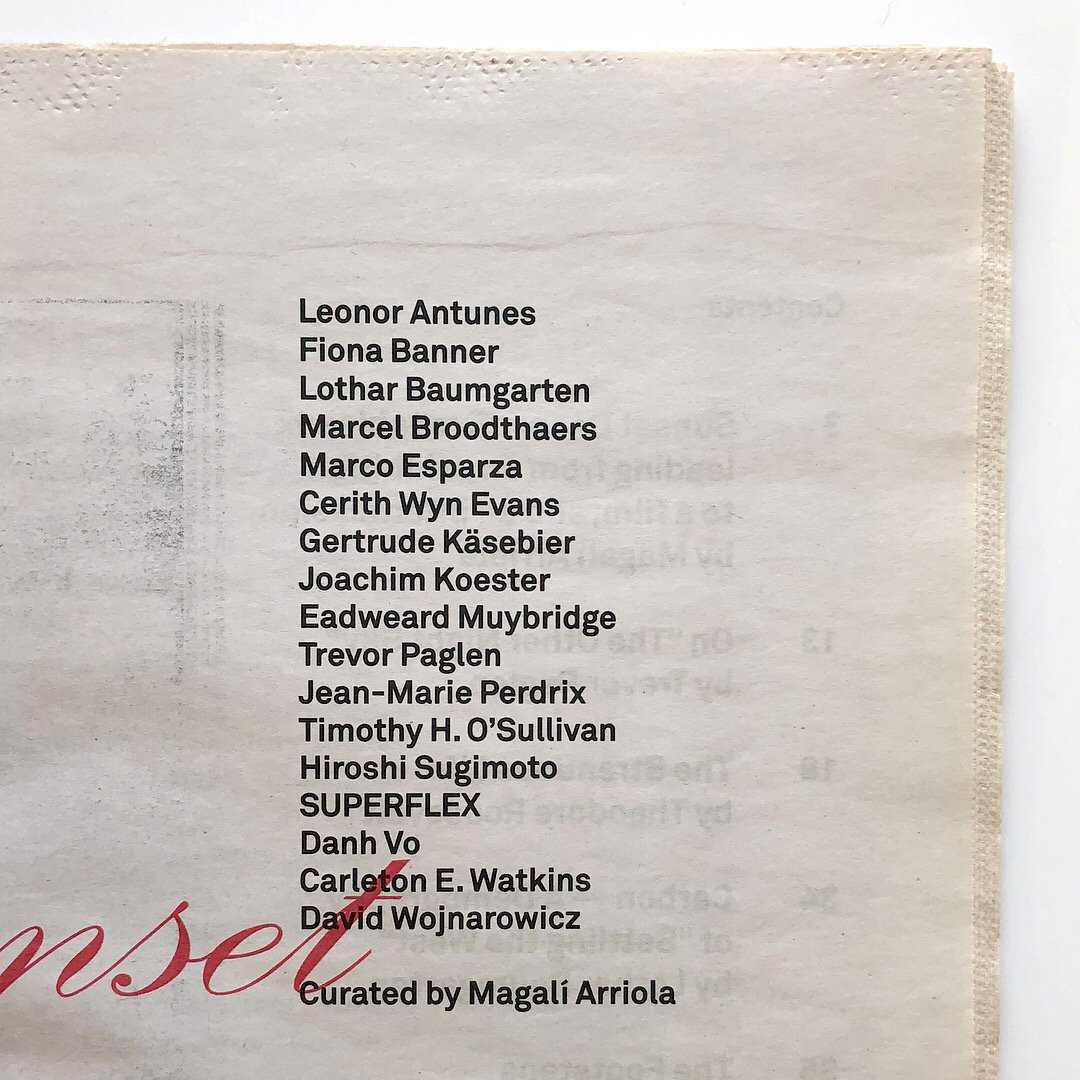 Leonor Antunes
Fiona Banner
Lothar Baumgarten
Marcel Broodthaers
Marco Esparza
Cerith Wyn Evans
Gertrude Käsebier
Joachim Koester
Eadweard Muybridge
Trevor Paglen
Jean-Marie Perdrix
Timothy H. O’Sullivan
Hiroshi Sugimoto
SUPERFLEX
Danh Vo
Carleton E. Watkins
David Wojnarowicz
nset
Curated by Magalí Arriola